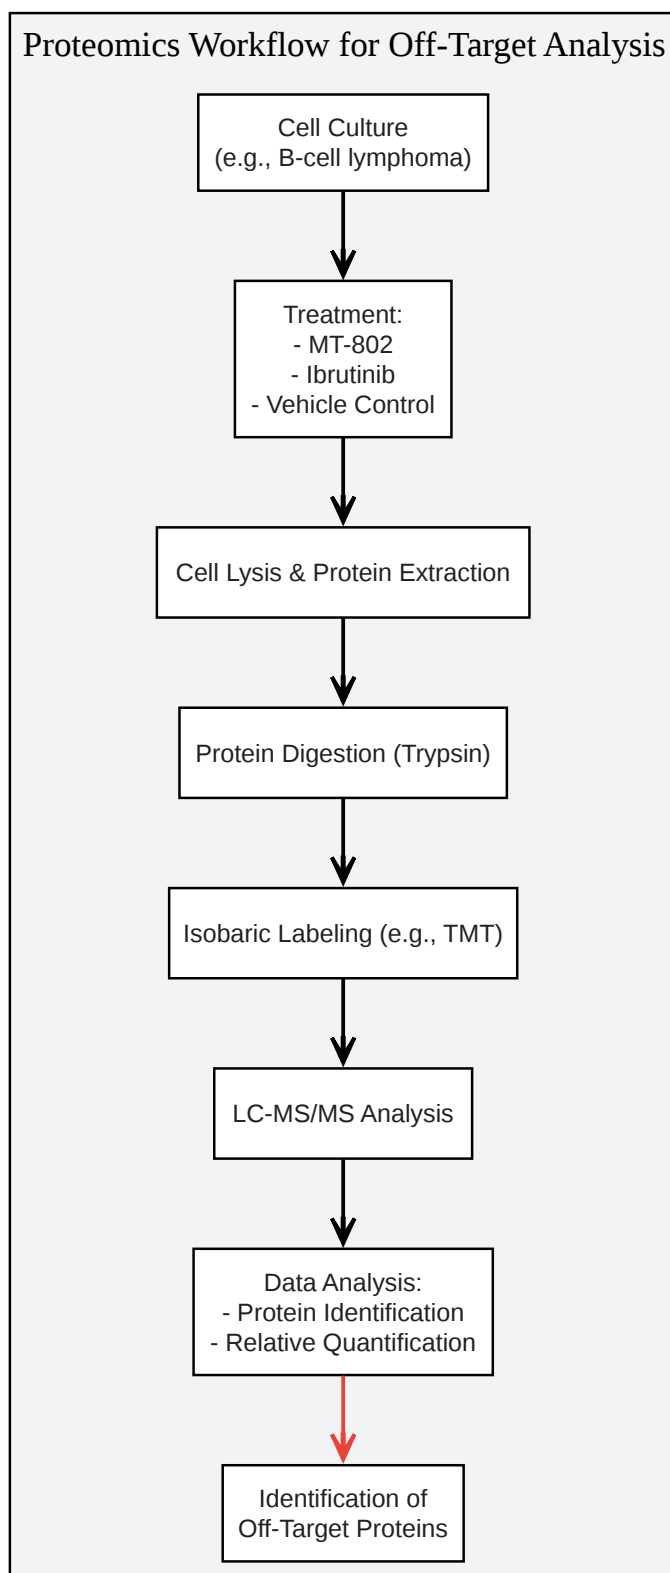 Proteomics Workflow for Off-Target Analysis
Cell Culture
(e.g., B-cell lymphoma)
Treatment:
- MT-802
- Ibrutinib
- Vehicle Control
Cell Lysis & Protein Extraction
Protein Digestion (Trypsin)
Isobaric Labeling (e.g., TMT)
LC-MS/MS Analysis
Data Analysis:
- Protein Identification
- Relative Quantification
Identification of
Off-Target Proteins